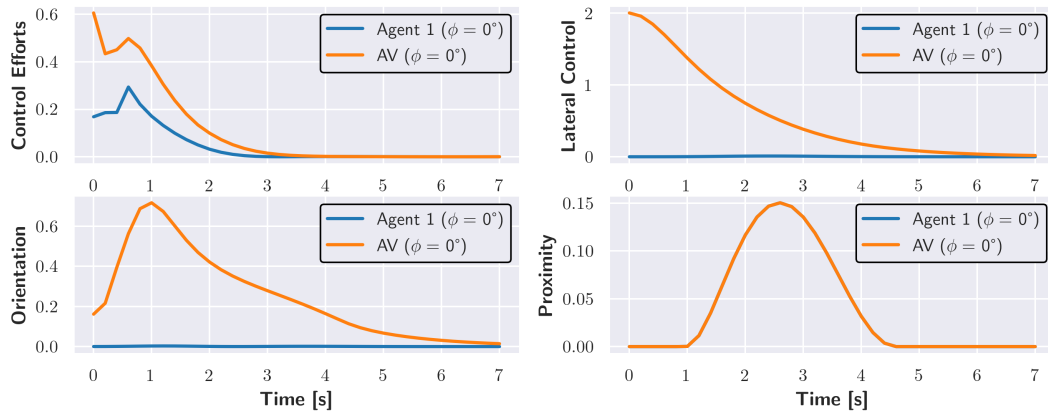 Control Efforts
0.6
0.4
0.2
0.0
Agent 1 (ϕ = 0°)
AV (ϕ = 0°)
0 1 2 3 4 5 6 7
Lateral Control
2
1
0
Agent 1 (ϕ = 0°)
AV (ϕ = 0°)
0 1 2 3 4 5 6 7
Orientation
0.6
0.4
0.2
0.0
Agent 1 (ϕ = 0°)
AV (ϕ = 0°)
0 1 2 3 4 5 6 7
Time [s]
Proximity
0.15
0.10
0.05
0.00
Agent 1 (ϕ = 0°)
AV (ϕ = 0°)
0 1 2 3 4 5 6 7
Time [s]